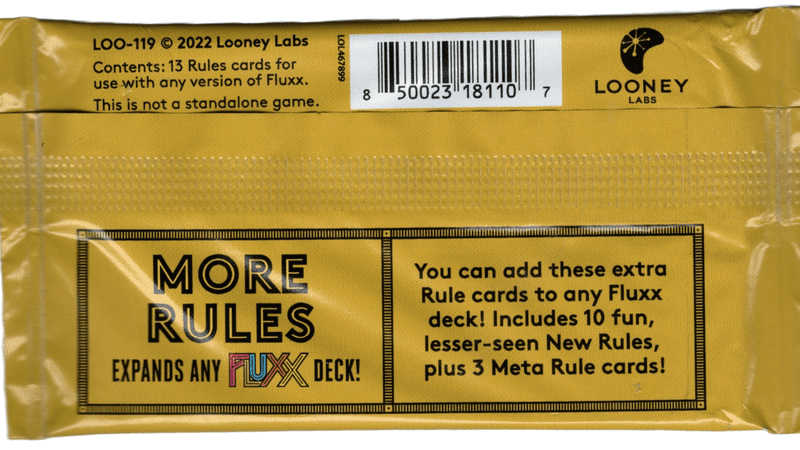 LOO-119 © 2022 Looney Labs
Contents: 13 Rules cards for
use with any version of Fluxx.
This is not a standalone game.
LOL467899
8 50023 18110 7
LOONEY
LABS
MORE
RULES
EXPANDS ANY FLUXX DECK!
You can add these extra
Rule cards to any Fluxx
deck! Includes 10 fun,
lesser-seen New Rules,
plus 3 Meta Rule cards!